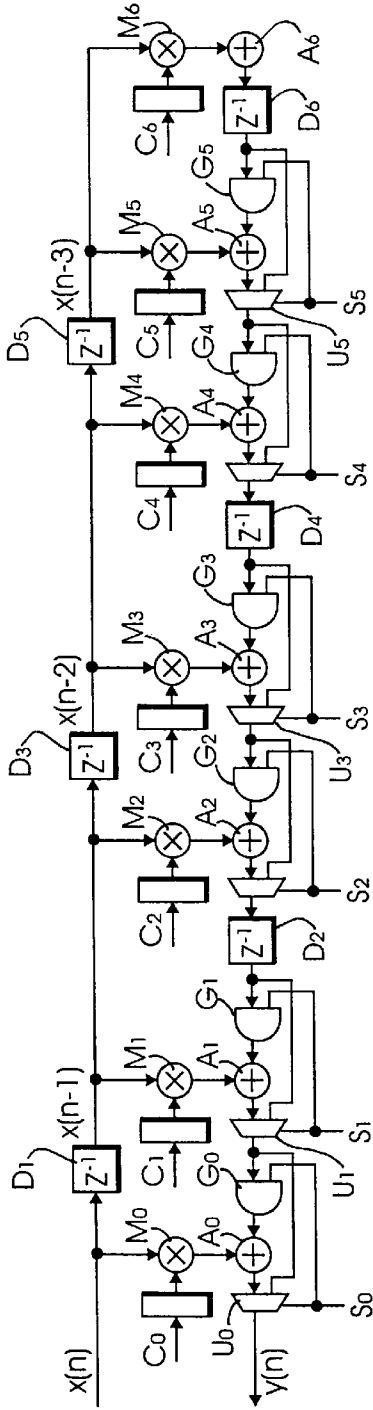 x(n)
D1
Z-1
x(n-1)
D3
Z-1
x(n-2)
D5
Z-1
x(n-3)
M0
M1
M2
M3
M4
M5
M6
C0
C1
C2
C3
C4
C5
C6
A0
G0
A1
G1
A2
G2
A3
G3
A4
G4
A5
G5
A6
y(n)
U0
U1
Z-1
D2
U3
Z-1
D4
U5
Z-1
D6
S0
S1
S2
S3
S4
S5